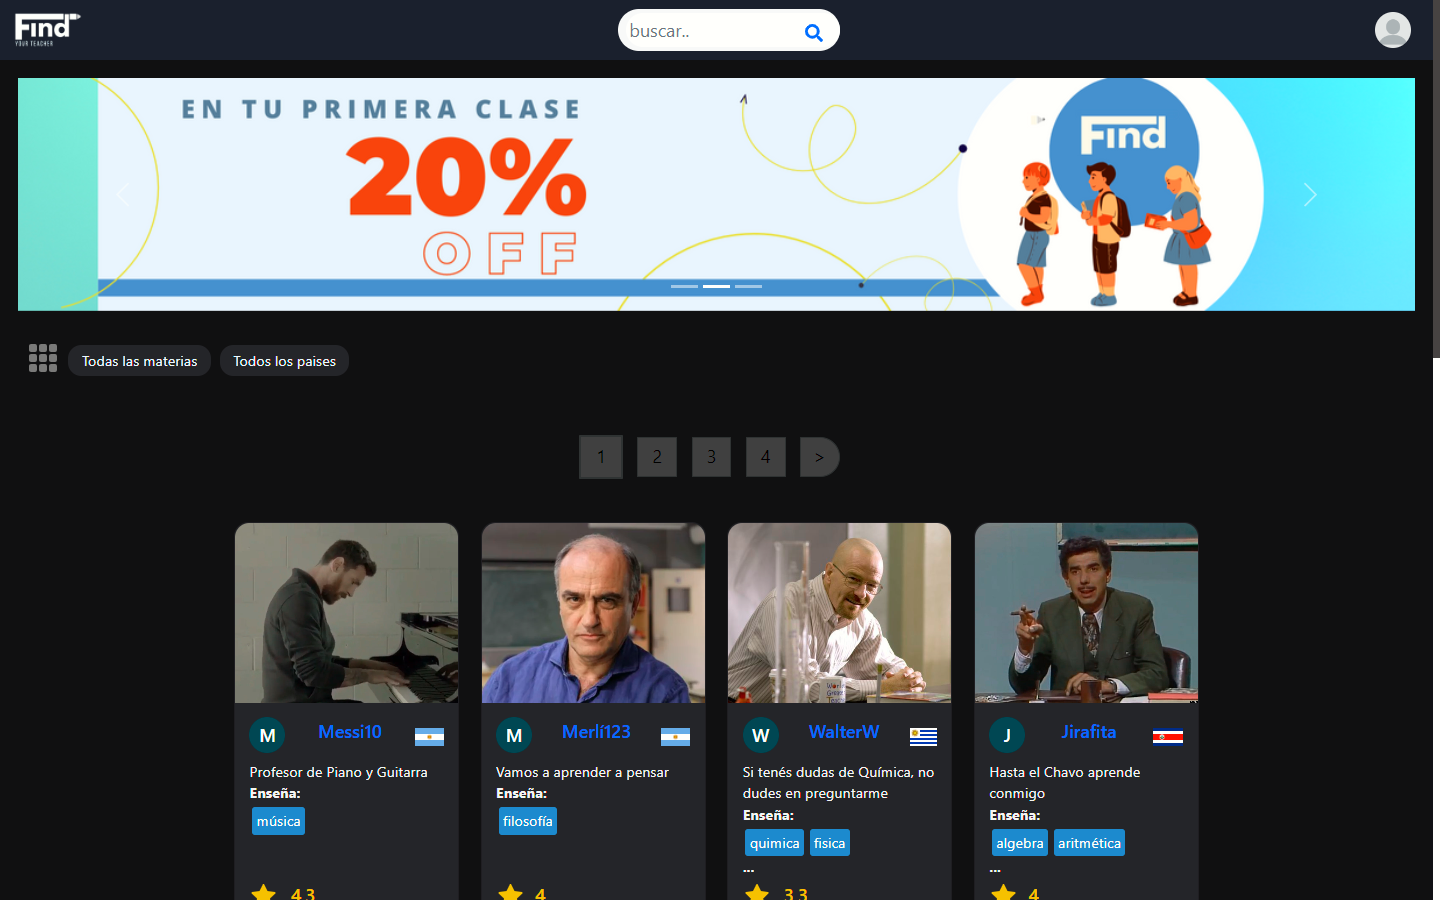 Find
YOUR TEACHER
buscar..
EN TU PRIMERA CLASE
20%
OFF
Find
Todas las materias
Todos los paises
1 2 3 4 >
M Messi10
Profesor de Piano y Guitarra
Enseña:
música
4.3
M Merlí123
Vamos a aprender a pensar
Enseña:
filosofía
4
W WalterW
Si tenés dudas de Química, no
dudes en preguntarme
Enseña:
quimica fisica
...
3.3
J Jirafita
Hasta el Chavo aprende
conmigo
Enseña:
algebra aritmética
...
4